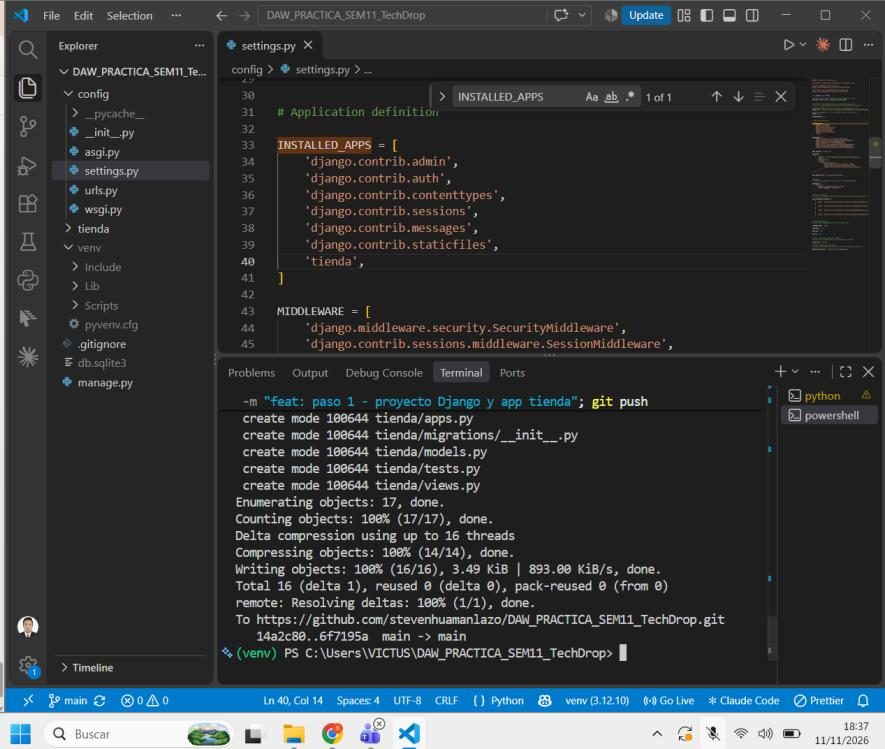 File Edit Selection ··· DAW_PRACTICA_SEM11_TechDrop Update
Explorer ···
DAW_PRACTICA_SEM11_Te...
config
__pycache__
__init__.py
asgi.py
settings.py
urls.py
wsgi.py
tienda
venv
Include
Lib
Scripts
pyvenv.cfg
.gitignore
db.sqlite3
manage.py
Timeline
settings.py
config > settings.py > ...
INSTALLED_APPS Aa ab .* 1 of 1
29
30
31 # Application definition
32
33 INSTALLED_APPS = [
34 'django.contrib.admin',
35 'django.contrib.auth',
36 'django.contrib.contenttypes',
37 'django.contrib.sessions',
38 'django.contrib.messages',
39 'django.contrib.staticfiles',
40 'tienda',
41 ]
42
43 MIDDLEWARE = [
44 'django.middleware.security.SecurityMiddleware',
45 'django.contrib.sessions.middleware.SessionMiddleware',
Problems Output Debug Console Terminal Ports
python
powershell
-m "feat: paso 1 - proyecto Django y app tienda"; git push
create mode 100644 tienda/apps.py
create mode 100644 tienda/migrations/__init__.py
create mode 100644 tienda/models.py
create mode 100644 tienda/tests.py
create mode 100644 tienda/views.py
Enumerating objects: 17, done.
Counting objects: 100% (17/17), done.
Delta compression using up to 16 threads
Compressing objects: 100% (14/14), done.
Writing objects: 100% (16/16), 3.49 KiB | 893.00 KiB/s, done.
Total 16 (delta 1), reused 0 (delta 0), pack-reused 0 (from 0)
remote: Resolving deltas: 100% (1/1), done.
To https://github.com/stevenhuamanlazo/DAW_PRACTICA_SEM11_TechDrop.git
14a2c80..6f7195a main -> main
(venv) PS C:\Users\VICTUS\DAW_PRACTICA_SEM11_TechDrop>
1
main 0 0 Ln 40, Col 14 Spaces: 4 UTF-8 CRLF { } Python venv (3.12.10) Go Live Claude Code Prettier
Buscar
18:37
11/11/2026